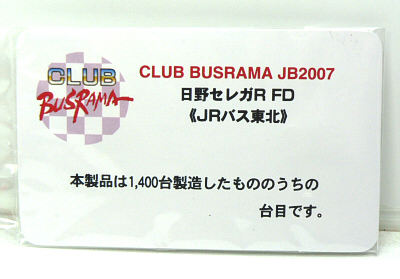 CLUB
BUSRAMA
CLUB BUSRAMA JB2007
日野セレガR FD
《JRバス東北》
本製品は1,400台製造したもののうちの
台目です。